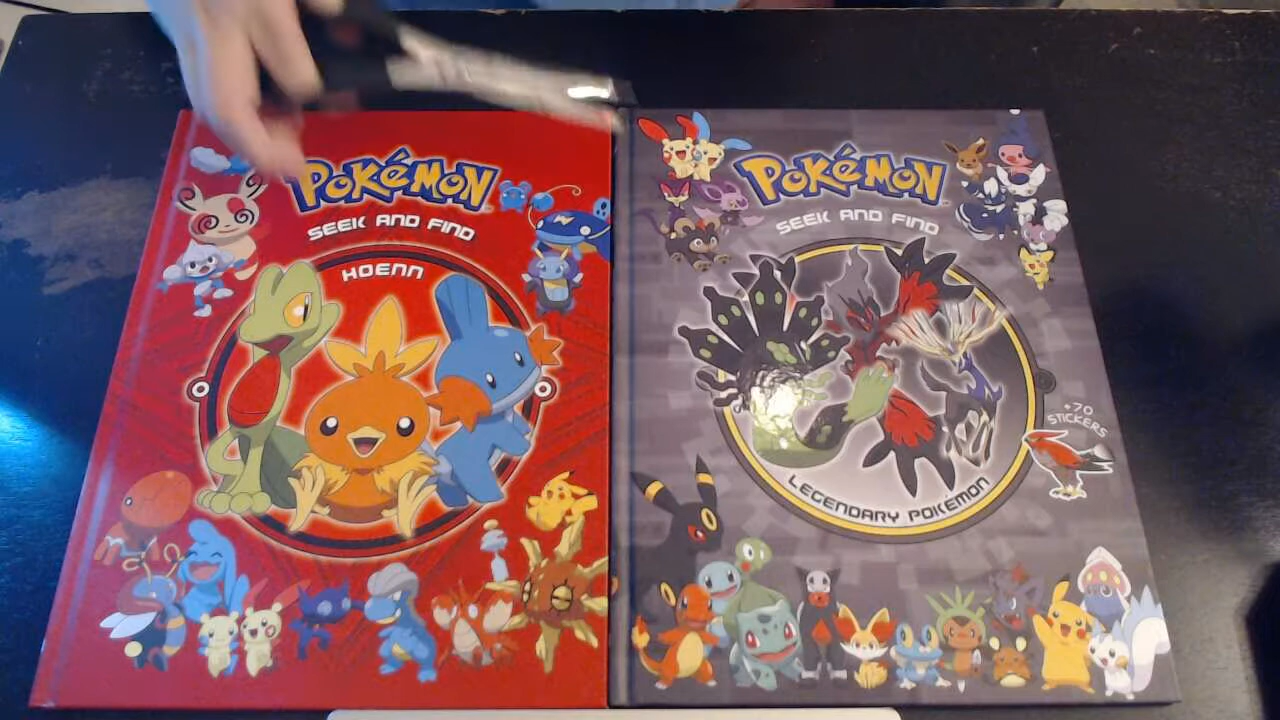 POKéMON
SEEK AND FIND
HOENN
POKéMON
SEEK AND FIND
+70
STICKERS
LEGENDARY POKéMON